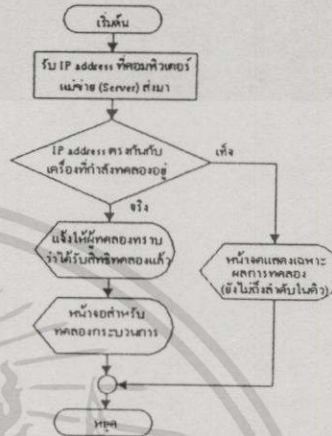 เริ่มต้น
รับ IP address ที่คอมพิวเตอร์
แม่ข่าย (Server) ส่งมา
IP address ตรงกันกับ
เครื่องที่กำลังทดลองอยู่
เท็จ
จริง
แจ้งให้ผู้ทดลองทราบ
ว่าได้รับสิทธิทดลองแล้ว
หน้าจอแสดงเฉพาะ
ผลการทดลอง
(ยังไม่ถึงลำดับในคิว)
หน้าจอสำหรับ
ทดลองกระบวนการ
หยุด